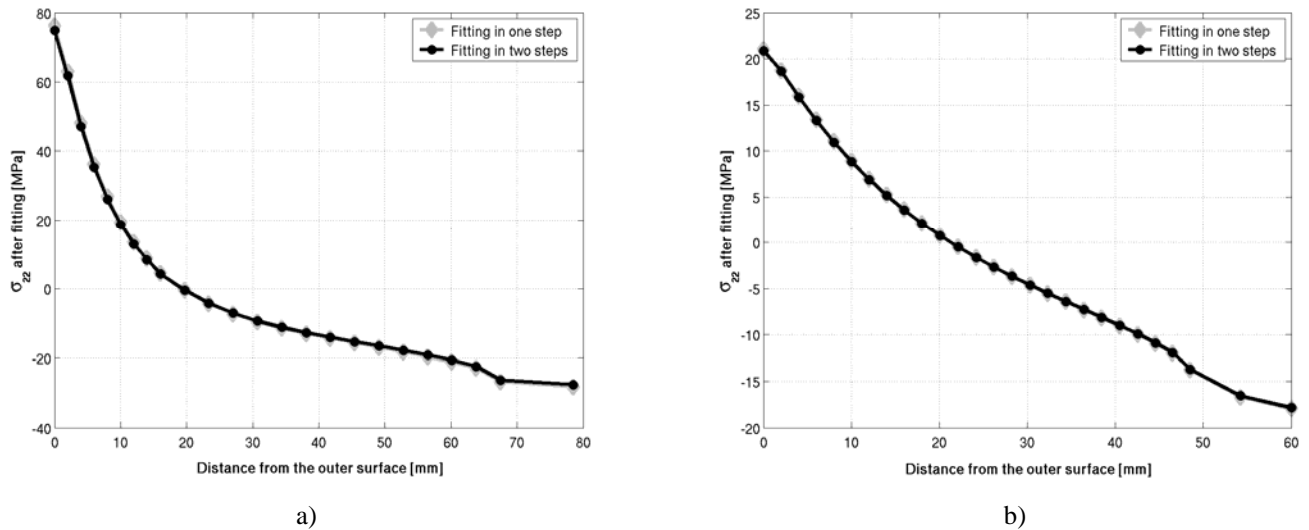 80
60
40
20
0
-20
-40
0 10 20 30 40 50 60 70 80
σ22 after fitting [MPa]
Distance from the outer surface [mm]
Fitting in one step
Fitting in two steps
a)
25
20
15
10
5
0
-5
-10
-15
-20
0 10 20 30 40 50 60
σ22 after fitting [MPa]
Distance from the outer surface [mm]
Fitting in one step
Fitting in two steps
b)